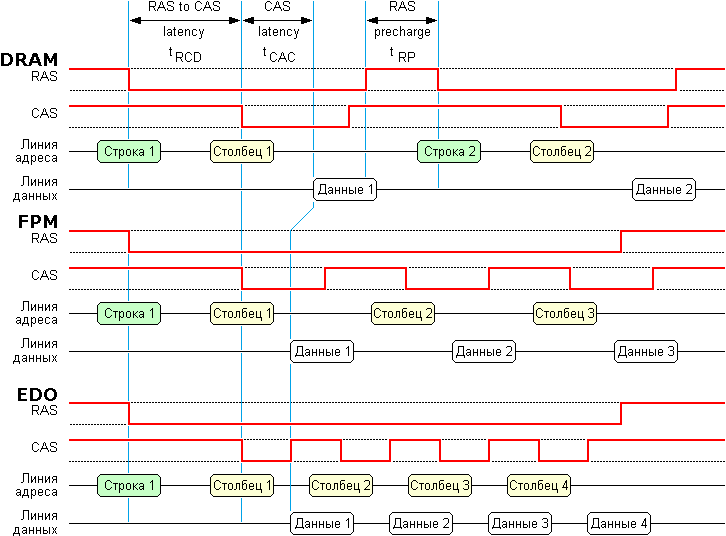 RAS to CAS CAS RAS
latency latency precharge
t RCD t CAC t RP
DRAM
RAS
CAS
Линия адреса
Строка 1 Столбец 1 Строка 2 Столбец 2
Линия данных
Данные 1 Данные 2
FPM
RAS
CAS
Линия адреса
Строка 1 Столбец 1 Столбец 2 Столбец 3
Линия данных
Данные 1 Данные 2 Данные 3
EDO
RAS
CAS
Линия адреса
Строка 1 Столбец 1 Столбец 2 Столбец 3 Столбец 4
Линия данных
Данные 1 Данные 2 Данные 3 Данные 4